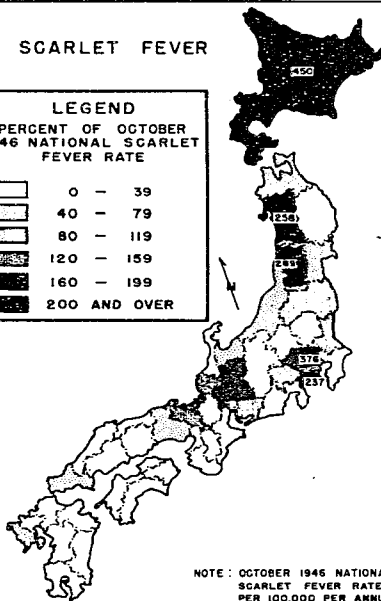 SCARLET FEVER
LEGEND
PERCENT OF OCTOBER
46 NATIONAL SCARLET
FEVER RATE
0 - 39
40 - 79
80 - 119
120 - 159
160 - 199
200 AND OVER
450
(258)
289
N
376
237
NOTE: OCTOBER 1946 NATIONA
SCARLET FEVER RATE
PER 100,000 PER ANNU